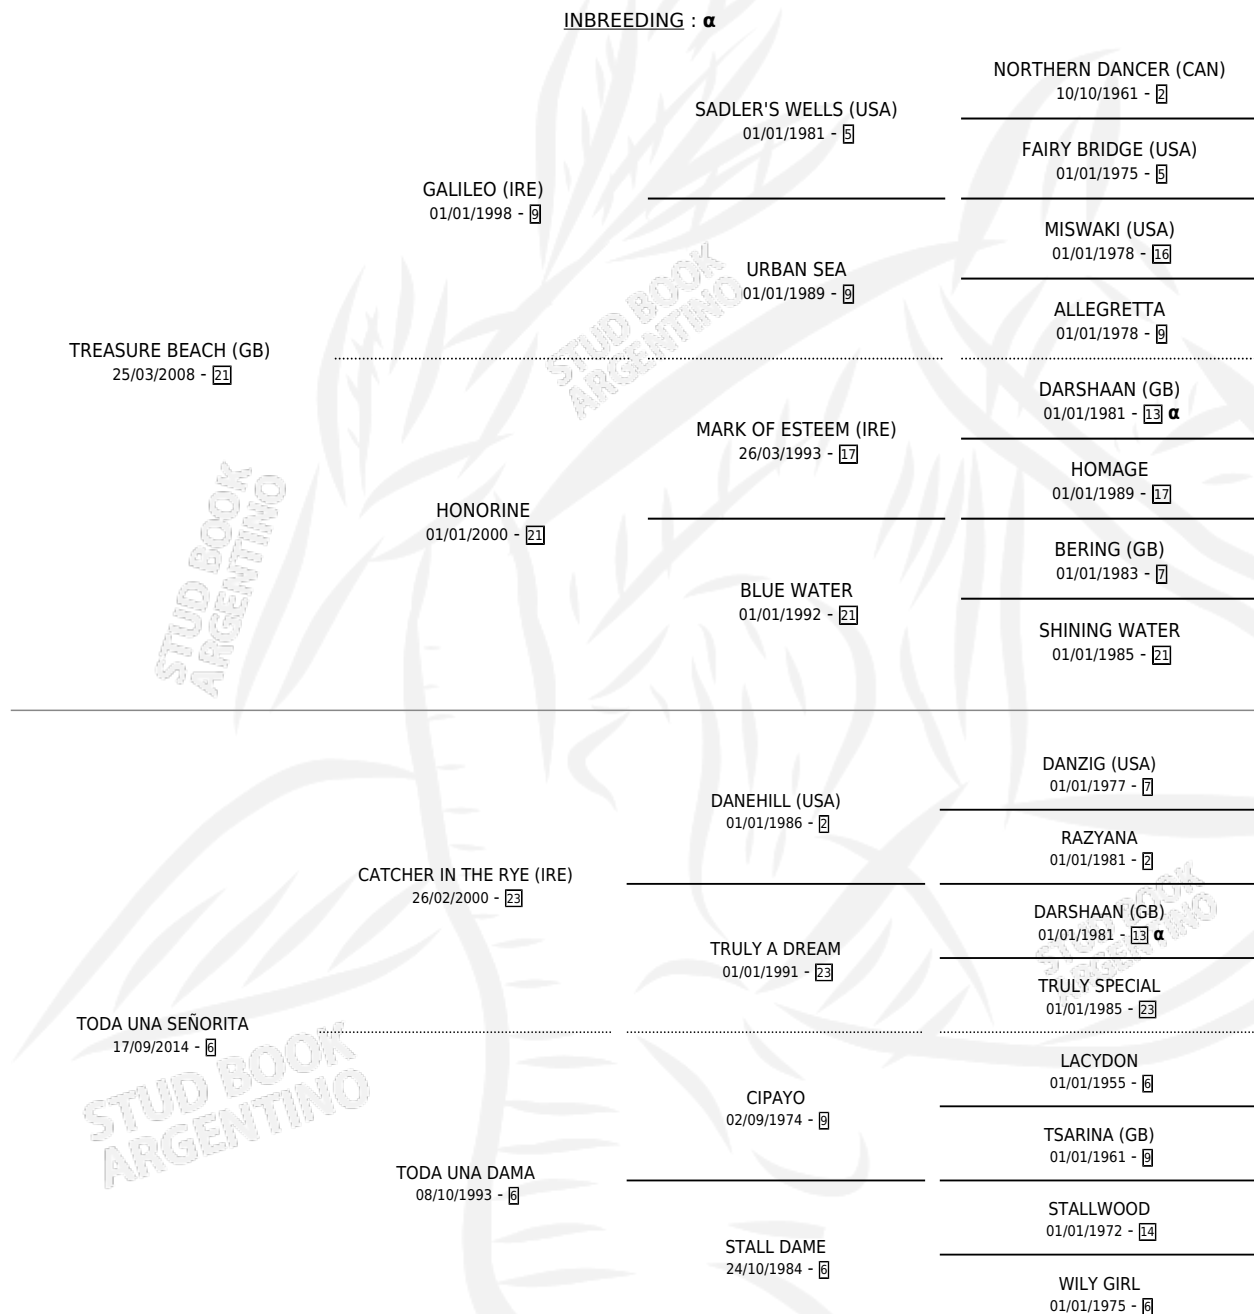 INBREEDING : α
NORTHERN DANCER (CAN)
10/10/1961 - 2
SADLER'S WELLS (USA)
01/01/1981 - 5
FAIRY BRIDGE (USA)
01/01/1975 - 5
GALILEO (IRE)
01/01/1998 - 9
MISWAKI (USA)
01/01/1978 - 16
URBAN SEA
01/01/1989 - 9
ALLEGRETTA
01/01/1978 - 9
TREASURE BEACH (GB)
25/03/2008 - 21
DARSHAAN (GB)
01/01/1981 - 13 α
MARK OF ESTEEM (IRE)
26/03/1993 - 17
HOMAGE
01/01/1989 - 17
HONORINE
01/01/2000 - 21
BERING (GB)
01/01/1983 - 7
BLUE WATER
01/01/1992 - 21
SHINING WATER
01/01/1985 - 21
DANZIG (USA)
01/01/1977 - 7
DANEHILL (USA)
01/01/1986 - 2
RAZYANA
01/01/1981 - 2
CATCHER IN THE RYE (IRE)
26/02/2000 - 23
DARSHAAN (GB)
01/01/1981 - 13 α
TRULY A DREAM
01/01/1991 - 23
TRULY SPECIAL
01/01/1985 - 23
TODA UNA SEÑORITA
17/09/2014 - 6
LACYDON
01/01/1955 - 6
CIPAYO
02/09/1974 - 9
TSARINA (GB)
01/01/1961 - 9
TODA UNA DAMA
08/10/1993 - 6
STALLWOOD
01/01/1972 - 14
STALL DAME
24/10/1984 - 6
WILY GIRL
01/01/1975 - 6
STUD BOOK
ARGENTINO
STUD BOOK
ARGENTINO
STUD BOOK
ARGENTINO
STUD BOOK
ARGENTINO